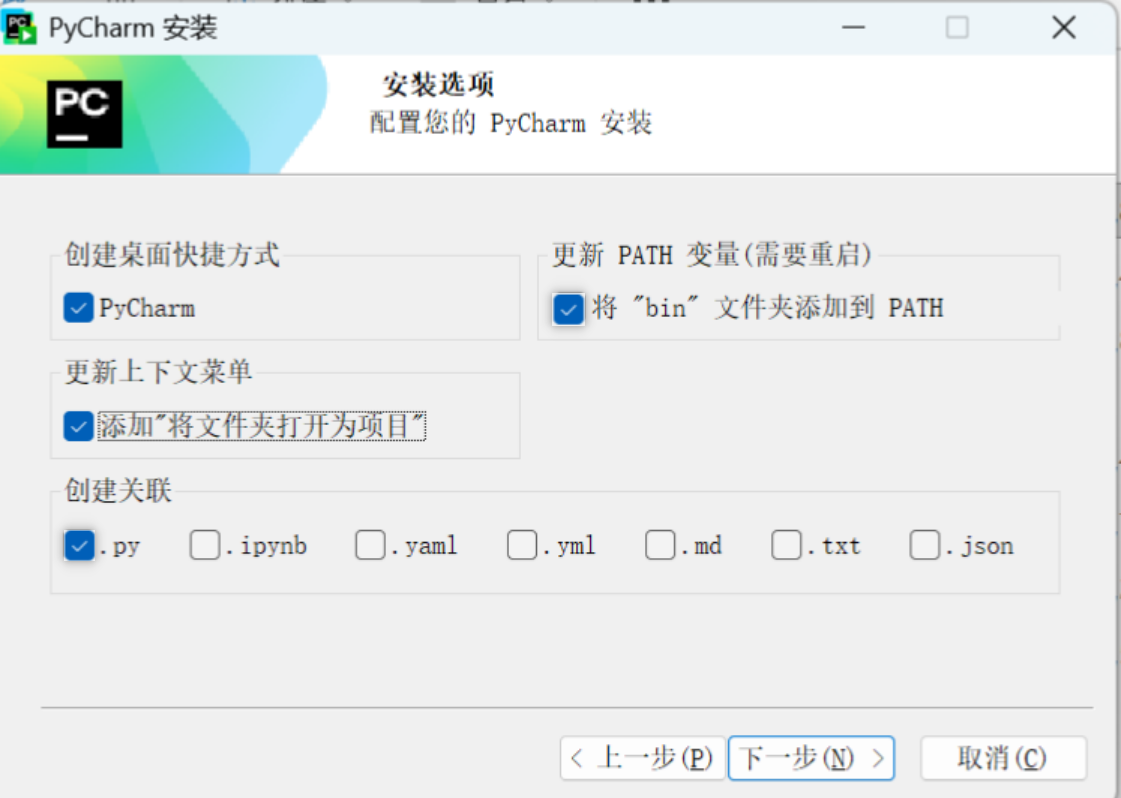 PyCharm 安装
PC
安装选项
配置您的 PyCharm 安装
创建桌面快捷方式
PyCharm
更新 PATH 变量(需要重启)
将 "bin" 文件夹添加到 PATH
更新上下文菜单
添加"将文件夹打开为项目"
创建关联
.py .ipynb .yaml .yml .md .txt .json
< 上一步(P) 下一步(N) > 取消(C)